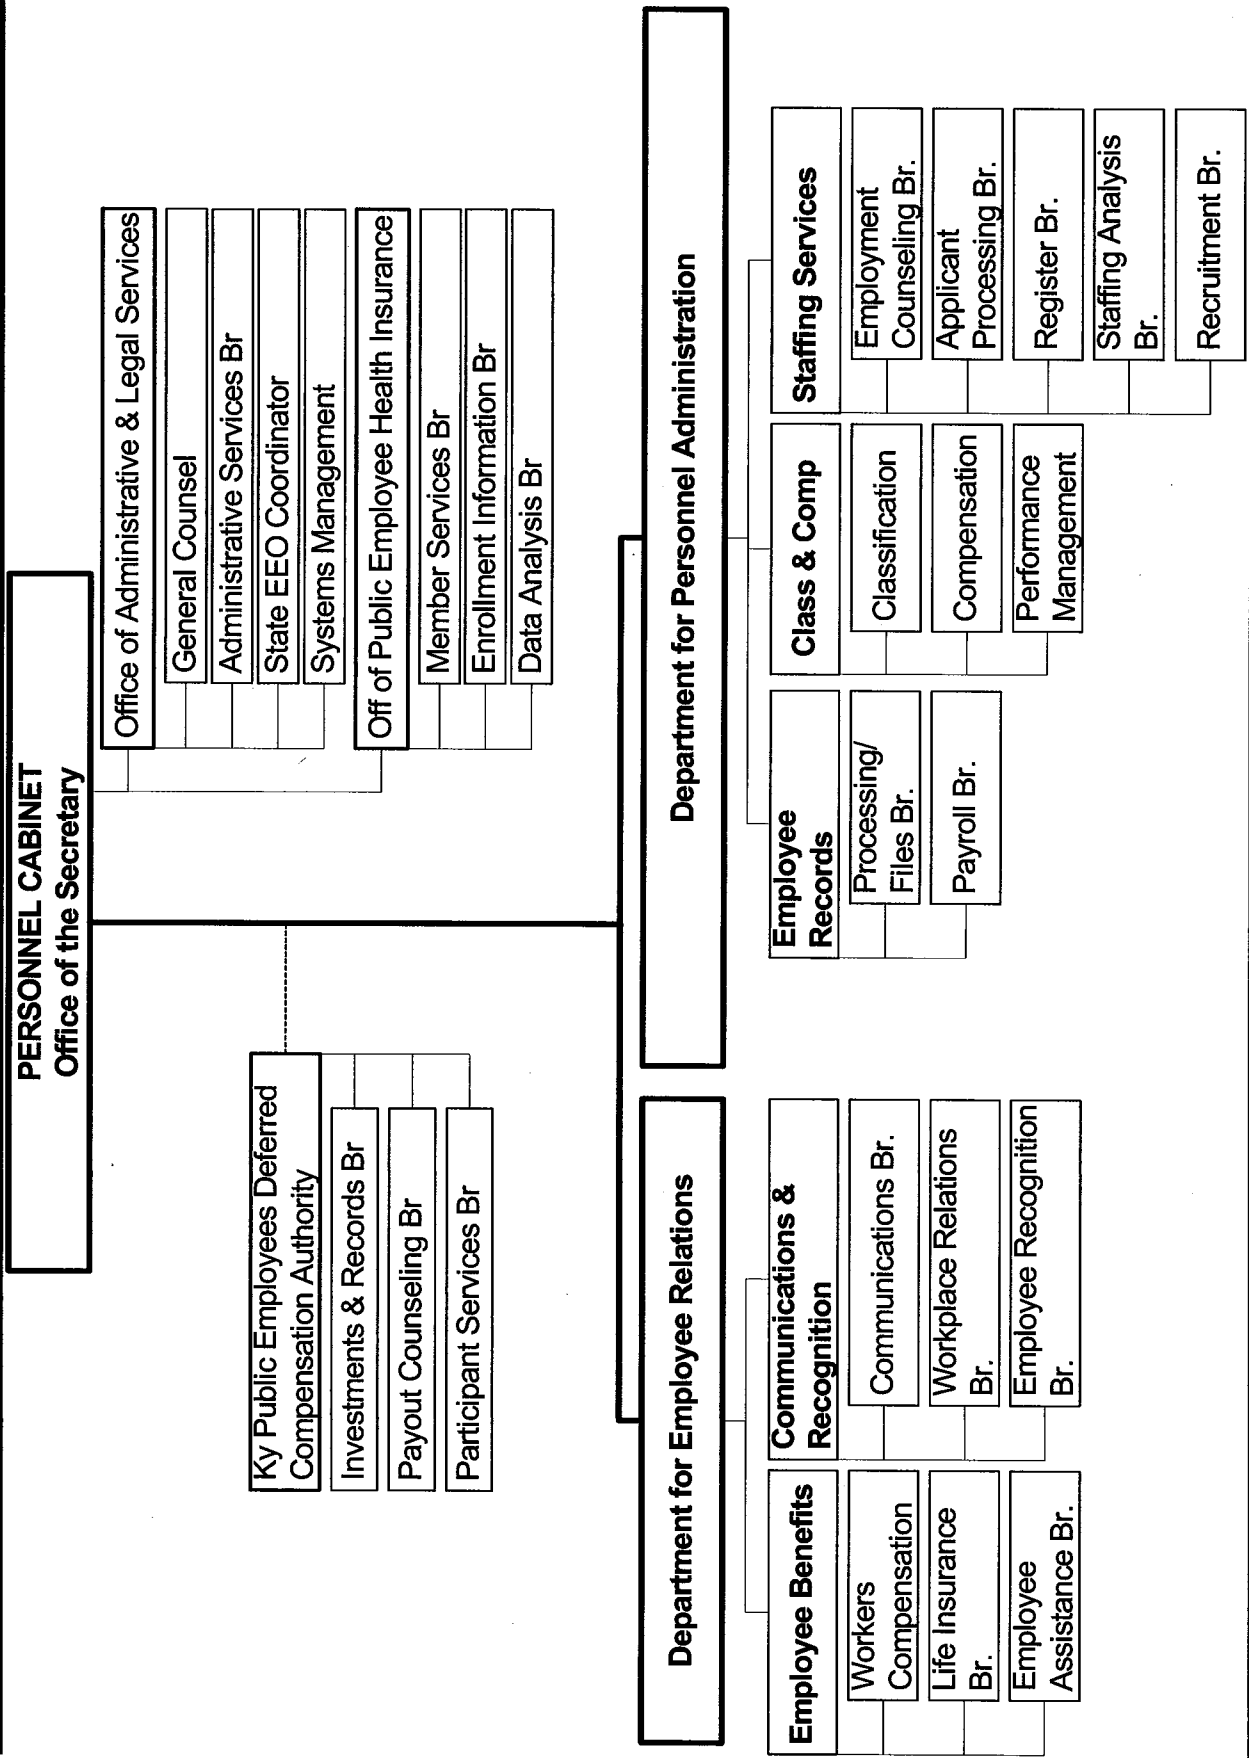 PERSONNEL CABINET
Office of the Secretary
Office of Administrative & Legal Services
General Counsel
Administrative Services Br
State EEO Coordinator
Systems Management
Off of Public Employee Health Insurance
Member Services Br
Enrollment Information Br
Data Analysis Br
Ky Public Employees Deferred
Compensation Authority
Investments & Records Br
Payout Counseling Br
Participant Services Br
Department for Employee Relations
Employee Benefits
Workers
Compensation
Life Insurance
Br.
Employee
Assistance Br.
Communications &
Recognition
Communications Br.
Workplace Relations
Br.
Employee Recognition
Br.
Department for Personnel Administration
Employee
Records
Processing/
Files Br.
Payroll Br.
Class & Comp
Classification
Compensation
Performance
Management
Staffing Services
Employment
Counseling Br.
Applicant
Processing Br.
Register Br.
Staffing Analysis
Br.
Recruitment Br.